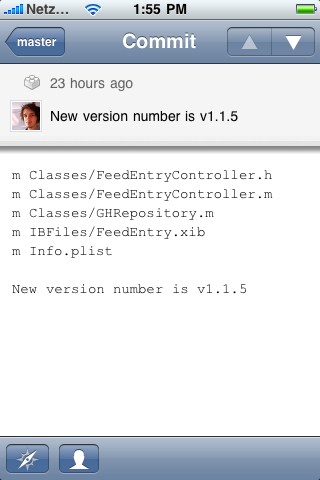 Netz... 1:55 PM
master Commit
23 hours ago
New version number is v1.1.5
m Classes/FeedEntryController.h
m Classes/FeedEntryController.m
m Classes/GHRepository.m
m IBFiles/FeedEntry.xib
m Info.plist
New version number is v1.1.5